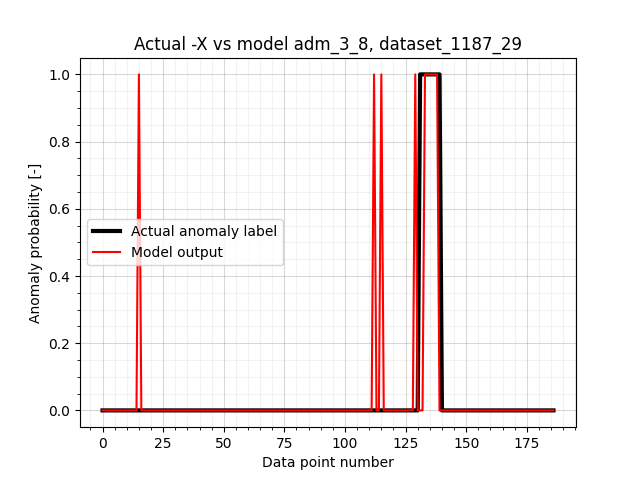 Actual -X vs model adm_3_8, dataset_1187_29
Anomaly probability [-]
1.0
0.8
0.6
0.4
0.2
0.0
Actual anomaly label
Model output
0 25 50 75 100 125 150 175
Data point number